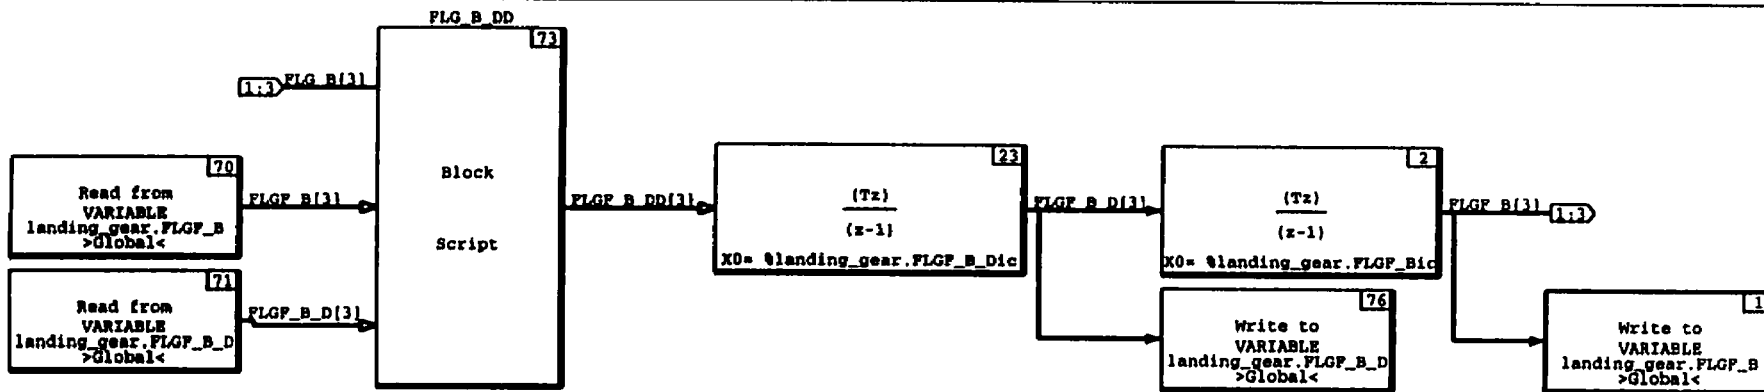 FLG_B_DD
73
1:3
FLG_B[3]
Block
Script
70
Read from
VARIABLE
landing_gear.FLGF_B
>Global<
FLGF_B[3]
71
Read from
VARIABLE
landing_gear.FLGF_B_D
>Global<
FLGF_B_D[3]
FLGF_B_DD[3]
23
(Tz)
(z-1)
X0= %landing_gear.FLGF_B_Dic
FLGF_B_D[3]
2
(Tz)
(z-1)
X0= %landing_gear.FLGF_Bic
FLGF_B[3]
1:3
76
Write to
VARIABLE
landing_gear.FLGF_B_D
>Global<
1
Write to
VARIABLE
landing_gear.FLGF_B
>Global<